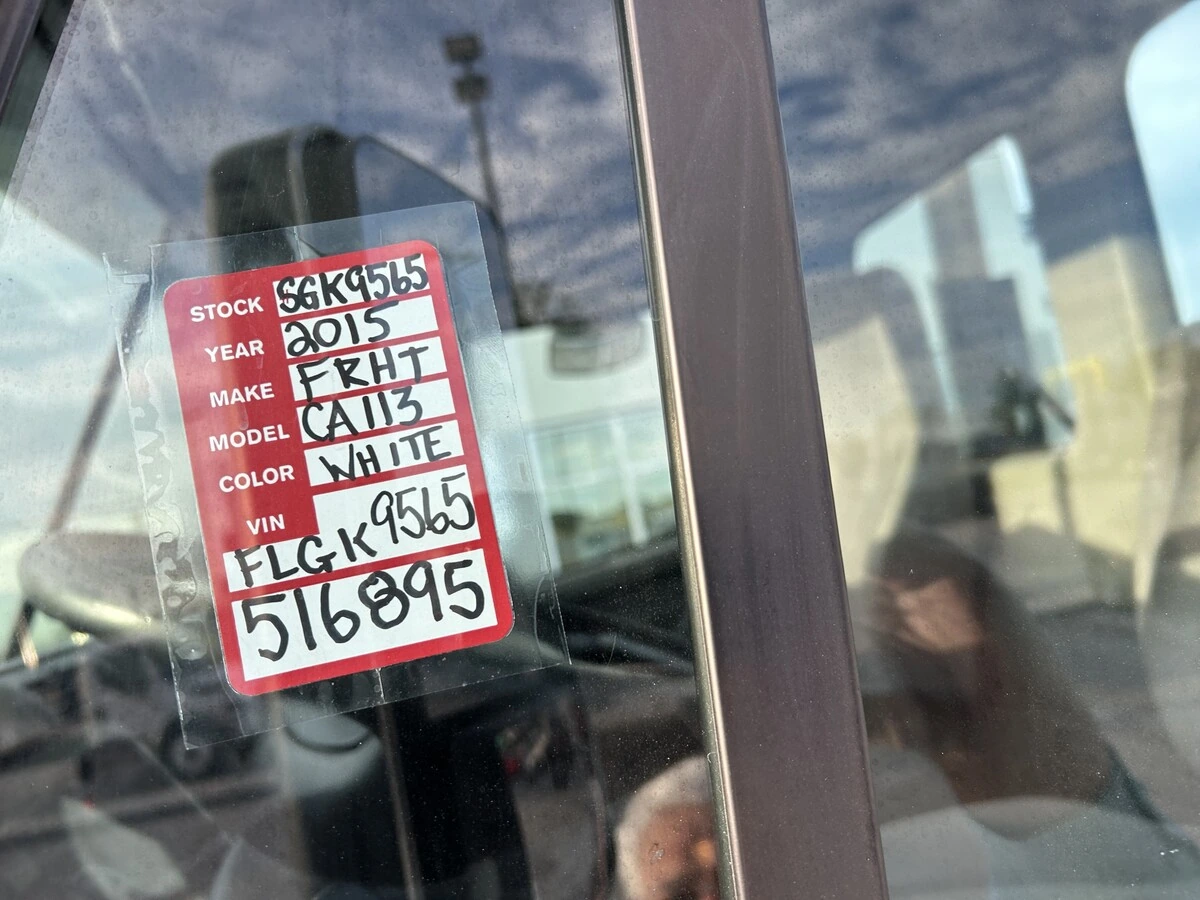 STOCK SGK9565
YEAR 2015
MAKE FRHT
MODEL CA113
COLOR WHITE
VIN
FLGK9565
516895